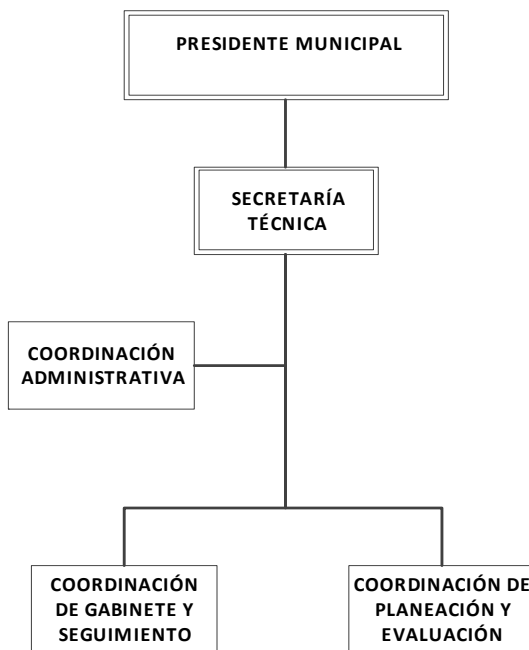 PRESIDENTE MUNICIPAL
SECRETARÍA
TÉCNICA
COORDINACIÓN
ADMINISTRATIVA
COORDINACIÓN
DE GABINETE Y
SEGUIMIENTO
COORDINACIÓN DE
PLANEACIÓN Y
EVALUACIÓN